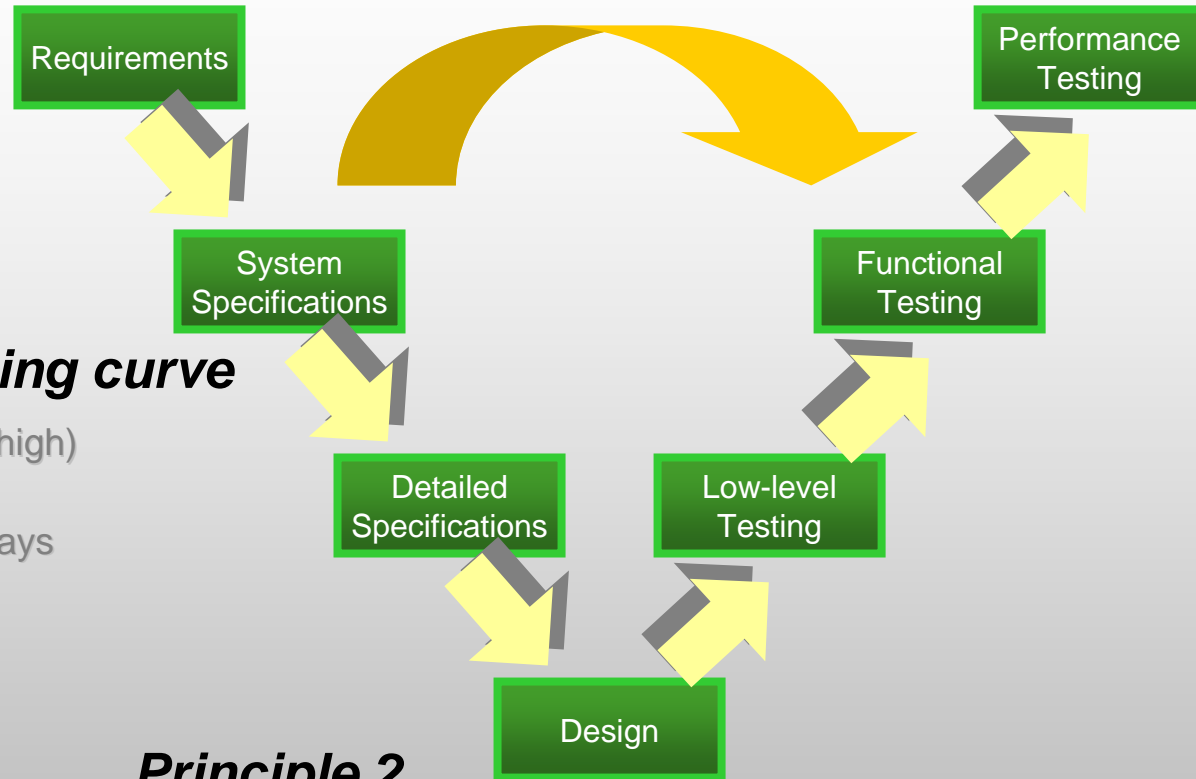 Requirements
Performance
Testing
System
Specifications
Functional
Testing
ing curve
high)
Detailed
Specifications
Low-level
Testing
ays
Design
Principle 2